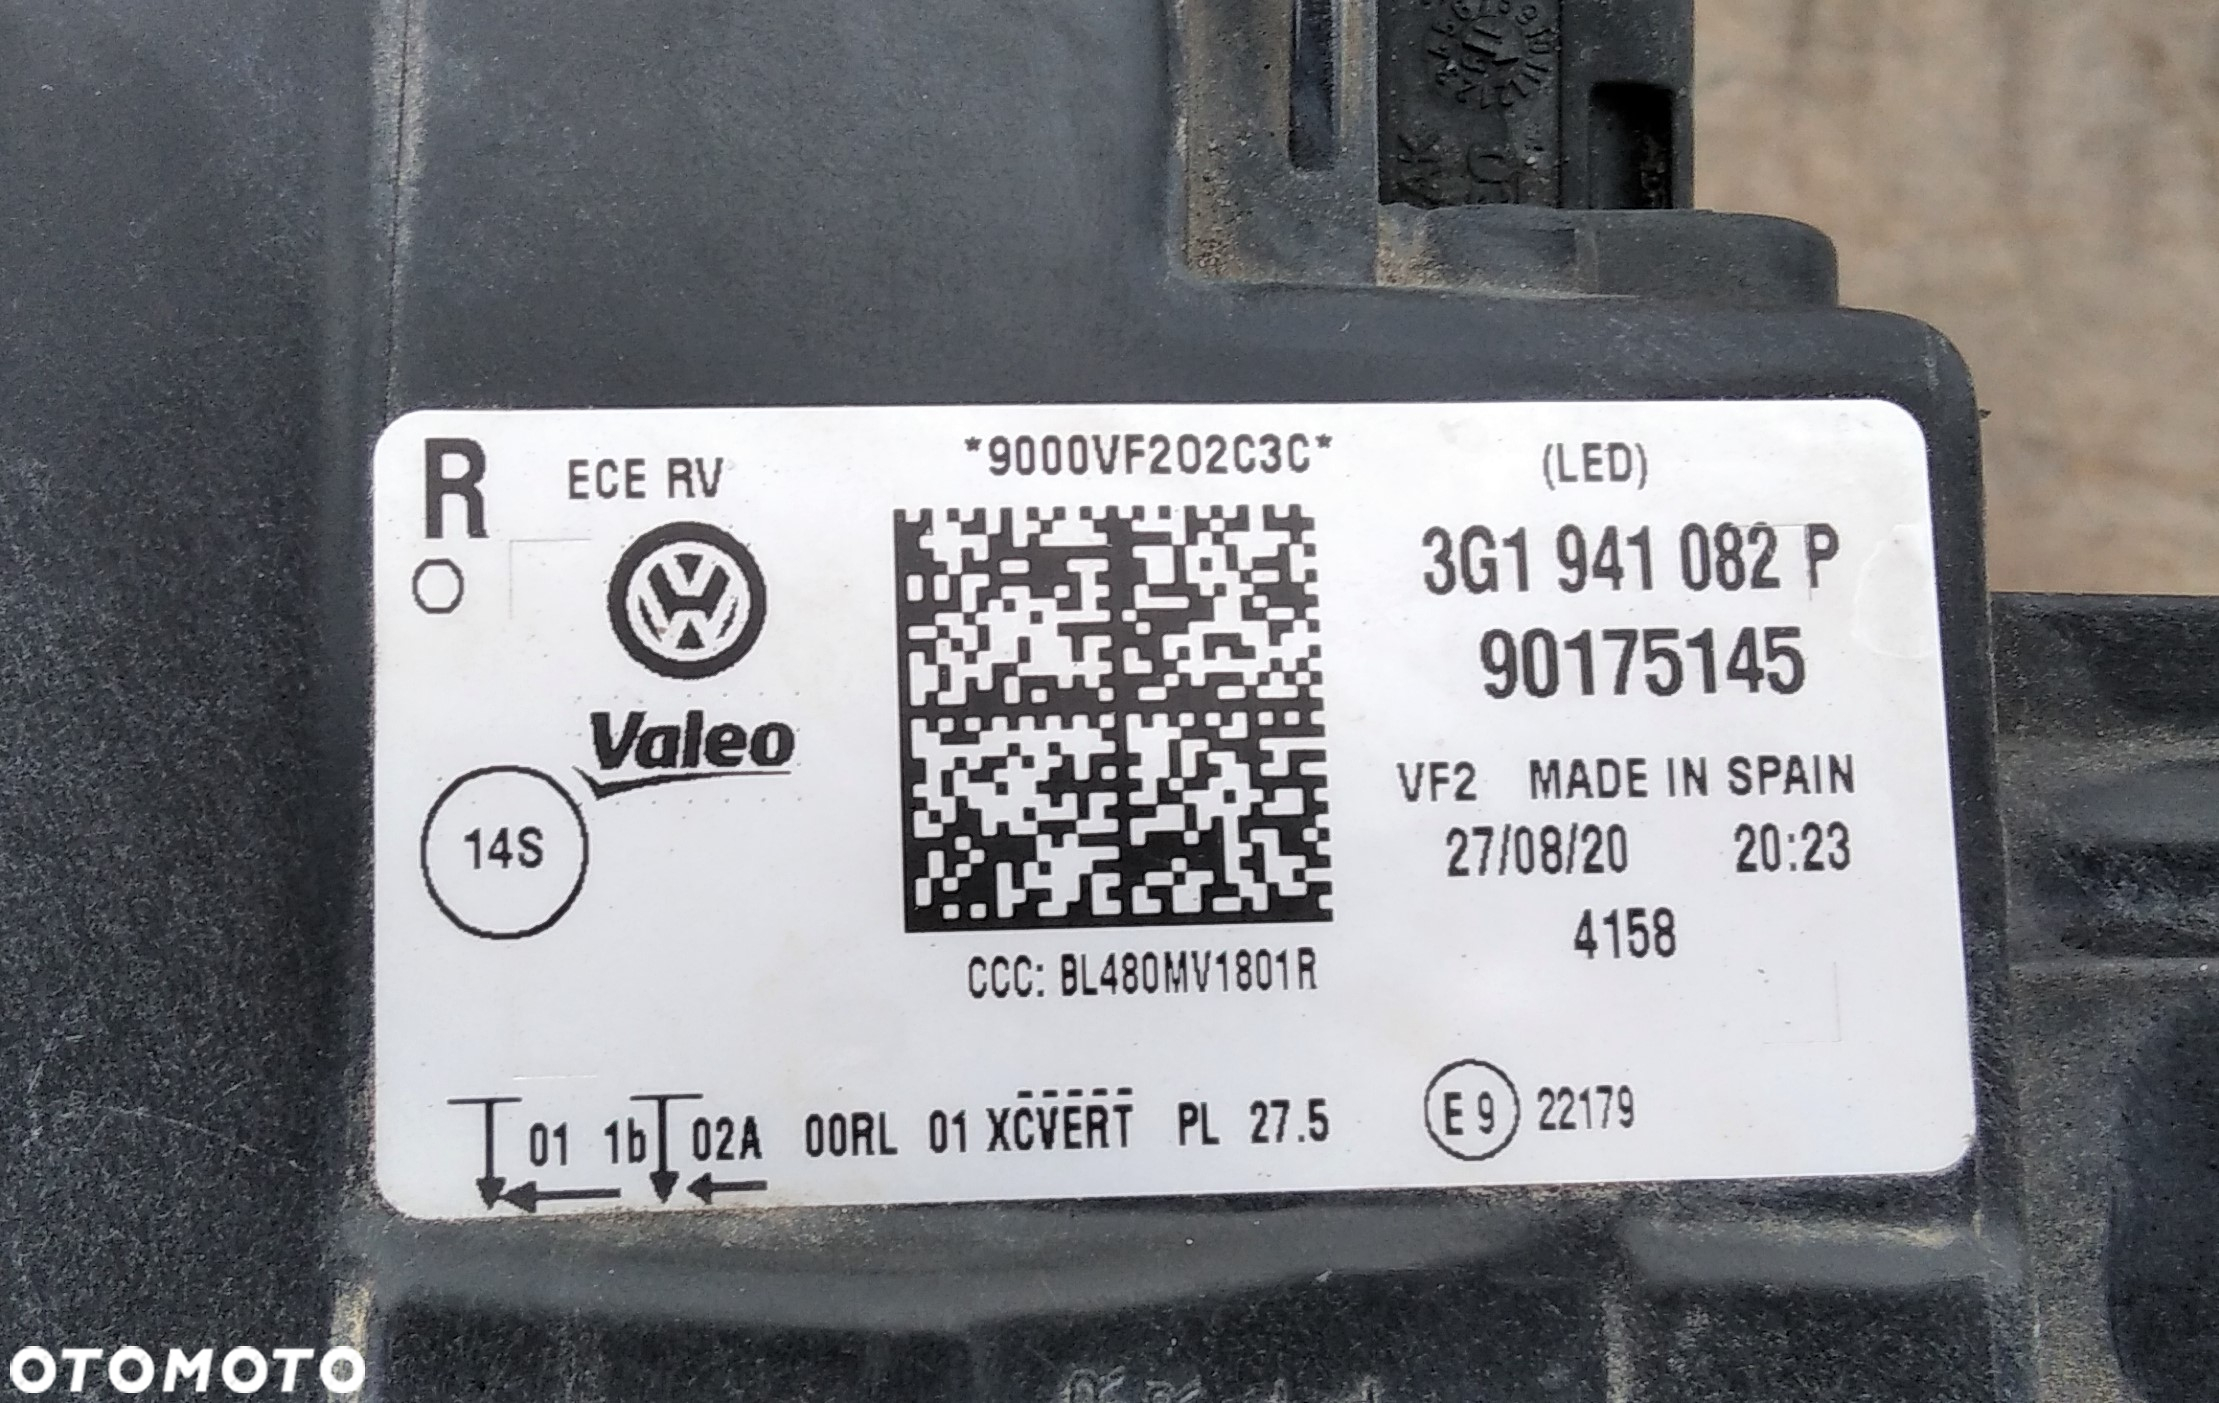 R
ECE RV
*9000VF202C3C*
(LED)
3G1 941 082 P
90175145
Valeo
14S
VF2 MADE IN SPAIN
27/08/20 20:23
4158
CCC: BL480MV1801R
01 1b 02A 00RL 01 XCVERT PL 27.5
E 9 22179
OTOMOTO